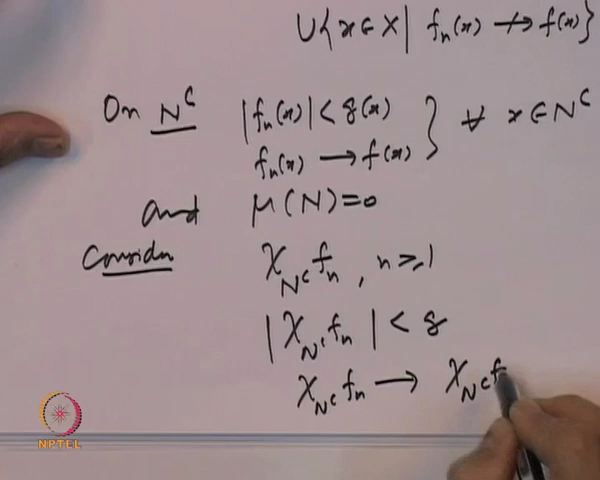 ∪{x∈X | fₙ(x) ↛ f(x)}
On Nᶜ |fₙ(x)| < g(x)
fₙ(x) → f(x) } ∀ x∈Nᶜ
and μ(N)=0
Consider χ_Nᶜ fₙ, n≥1
|χ_Nᶜ fₙ| < g
χ_Nᶜ fₙ → χ_Nᶜ f
NPTEL